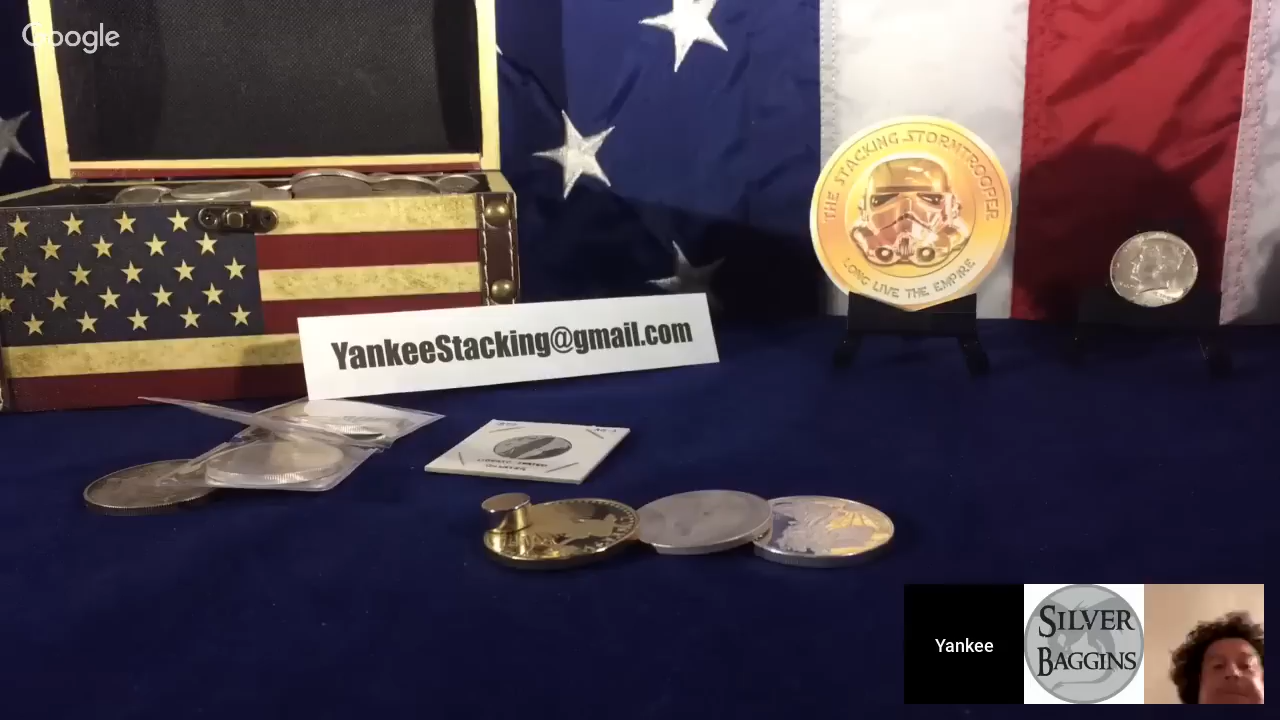 Google
THE STACKING STORMTROOPER
LONG LIVE THE EMPIRE
YankeeStacking@gmail.com
Yankee
SILVER
BAGGINS